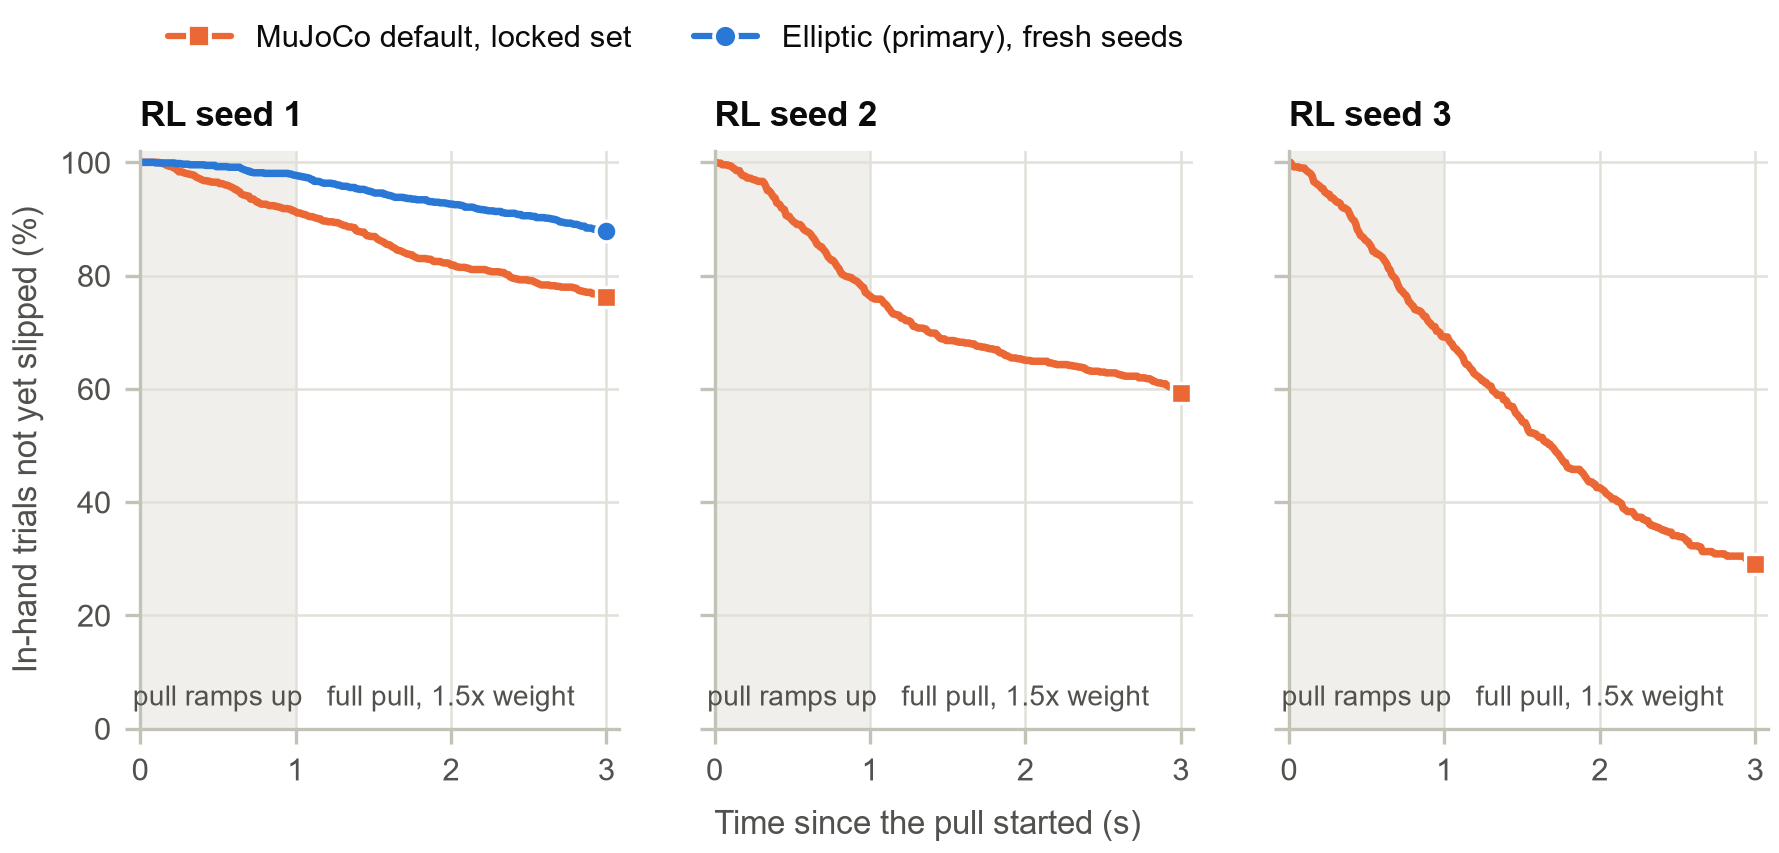 MuJoCo default, locked set
Elliptic (primary), fresh seeds
RL seed 1
RL seed 2
RL seed 3
In-hand trials not yet slipped (%)
100
80
60
40
20
0
pull ramps up
full pull, 1.5x weight
pull ramps up
full pull, 1.5x weight
pull ramps up
full pull, 1.5x weight
0 1 2 3
0 1 2 3
0 1 2 3
Time since the pull started (s)